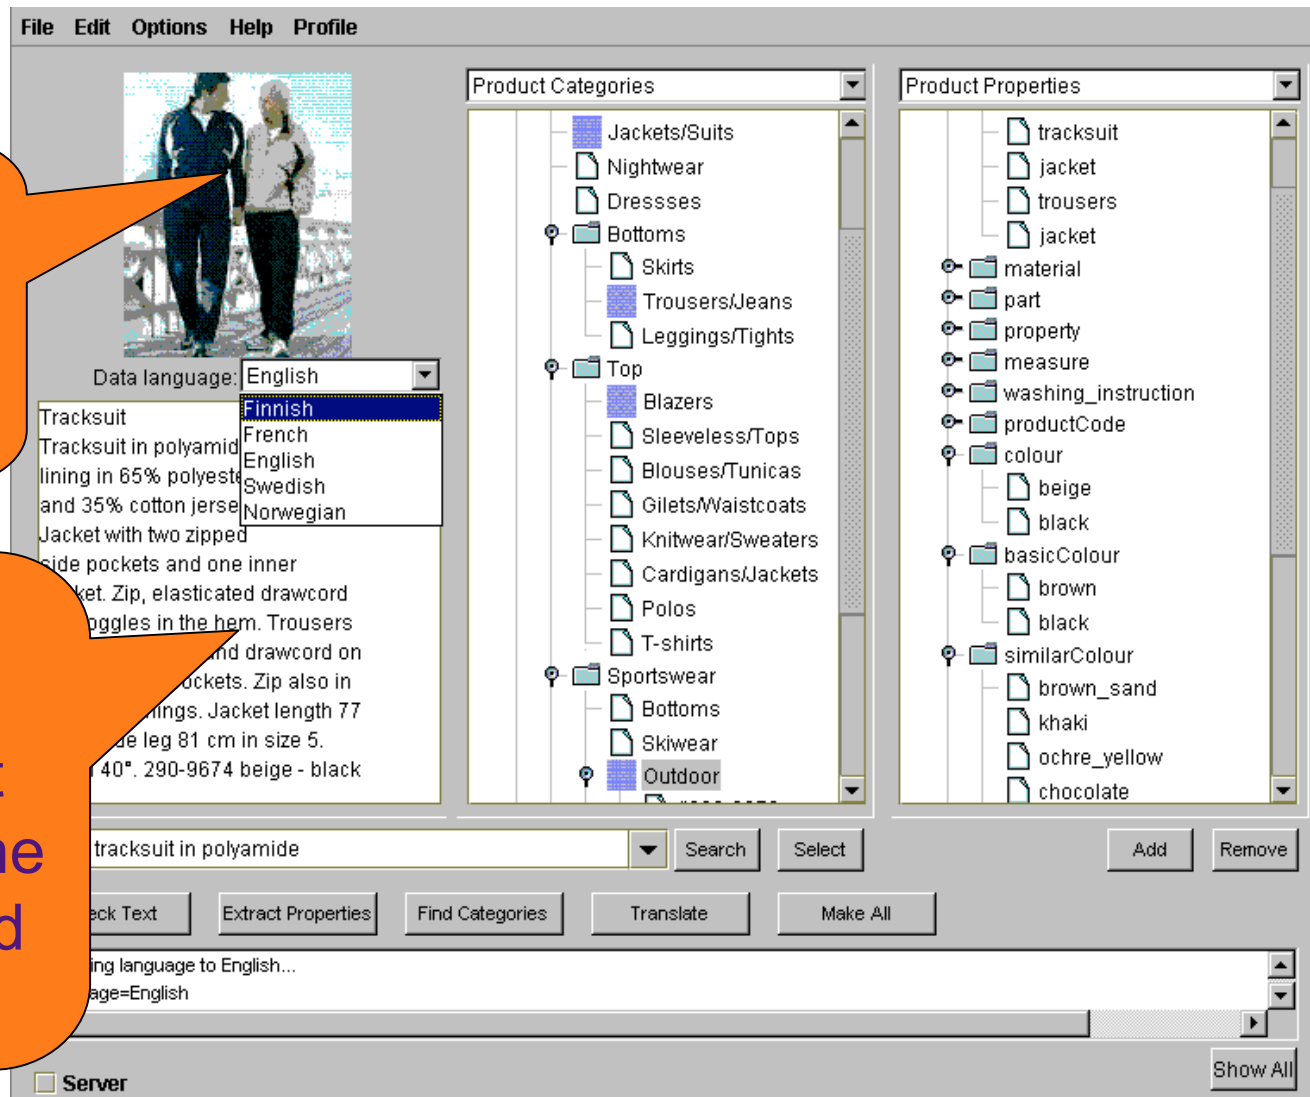 File Edit Options Help Profile
Product Categories
Jackets/Suits
Nightwear
Dressses
Bottoms
Skirts
Trousers/Jeans
Leggings/Tights
Top
Blazers
Sleeveless/Tops
Blouses/Tunicas
Gilets/Waistcoats
Knitwear/Sweaters
Cardigans/Jackets
Polos
T-shirts
Sportswear
Bottoms
Skiwear
Outdoor
Product Properties
tracksuit
jacket
trousers
jacket
material
part
property
measure
washing_instruction
productCode
colour
beige
black
basicColour
brown
black
similarColour
brown_sand
khaki
ochre_yellow
chocolate
Data language: English
Finnish
French
English
Swedish
Norwegian
Tracksuit
Tracksuit in polyamid
lining in 65% polyest
and 35% cotton jerse
Jacket with two zipped
side pockets and one inner
ket. Zip, elasticated drawcord
oggles in the hem. Trousers
nd drawcord on
ockets. Zip also in
nings. Jacket length 77
de leg 81 cm in size 5.
40°. 290-9674 beige - black
t
ne
d
tracksuit in polyamide
Search Select Add Remove
eck Text Extract Properties Find Categories Translate Make All
ing language to English...
age=English
Show All
Server